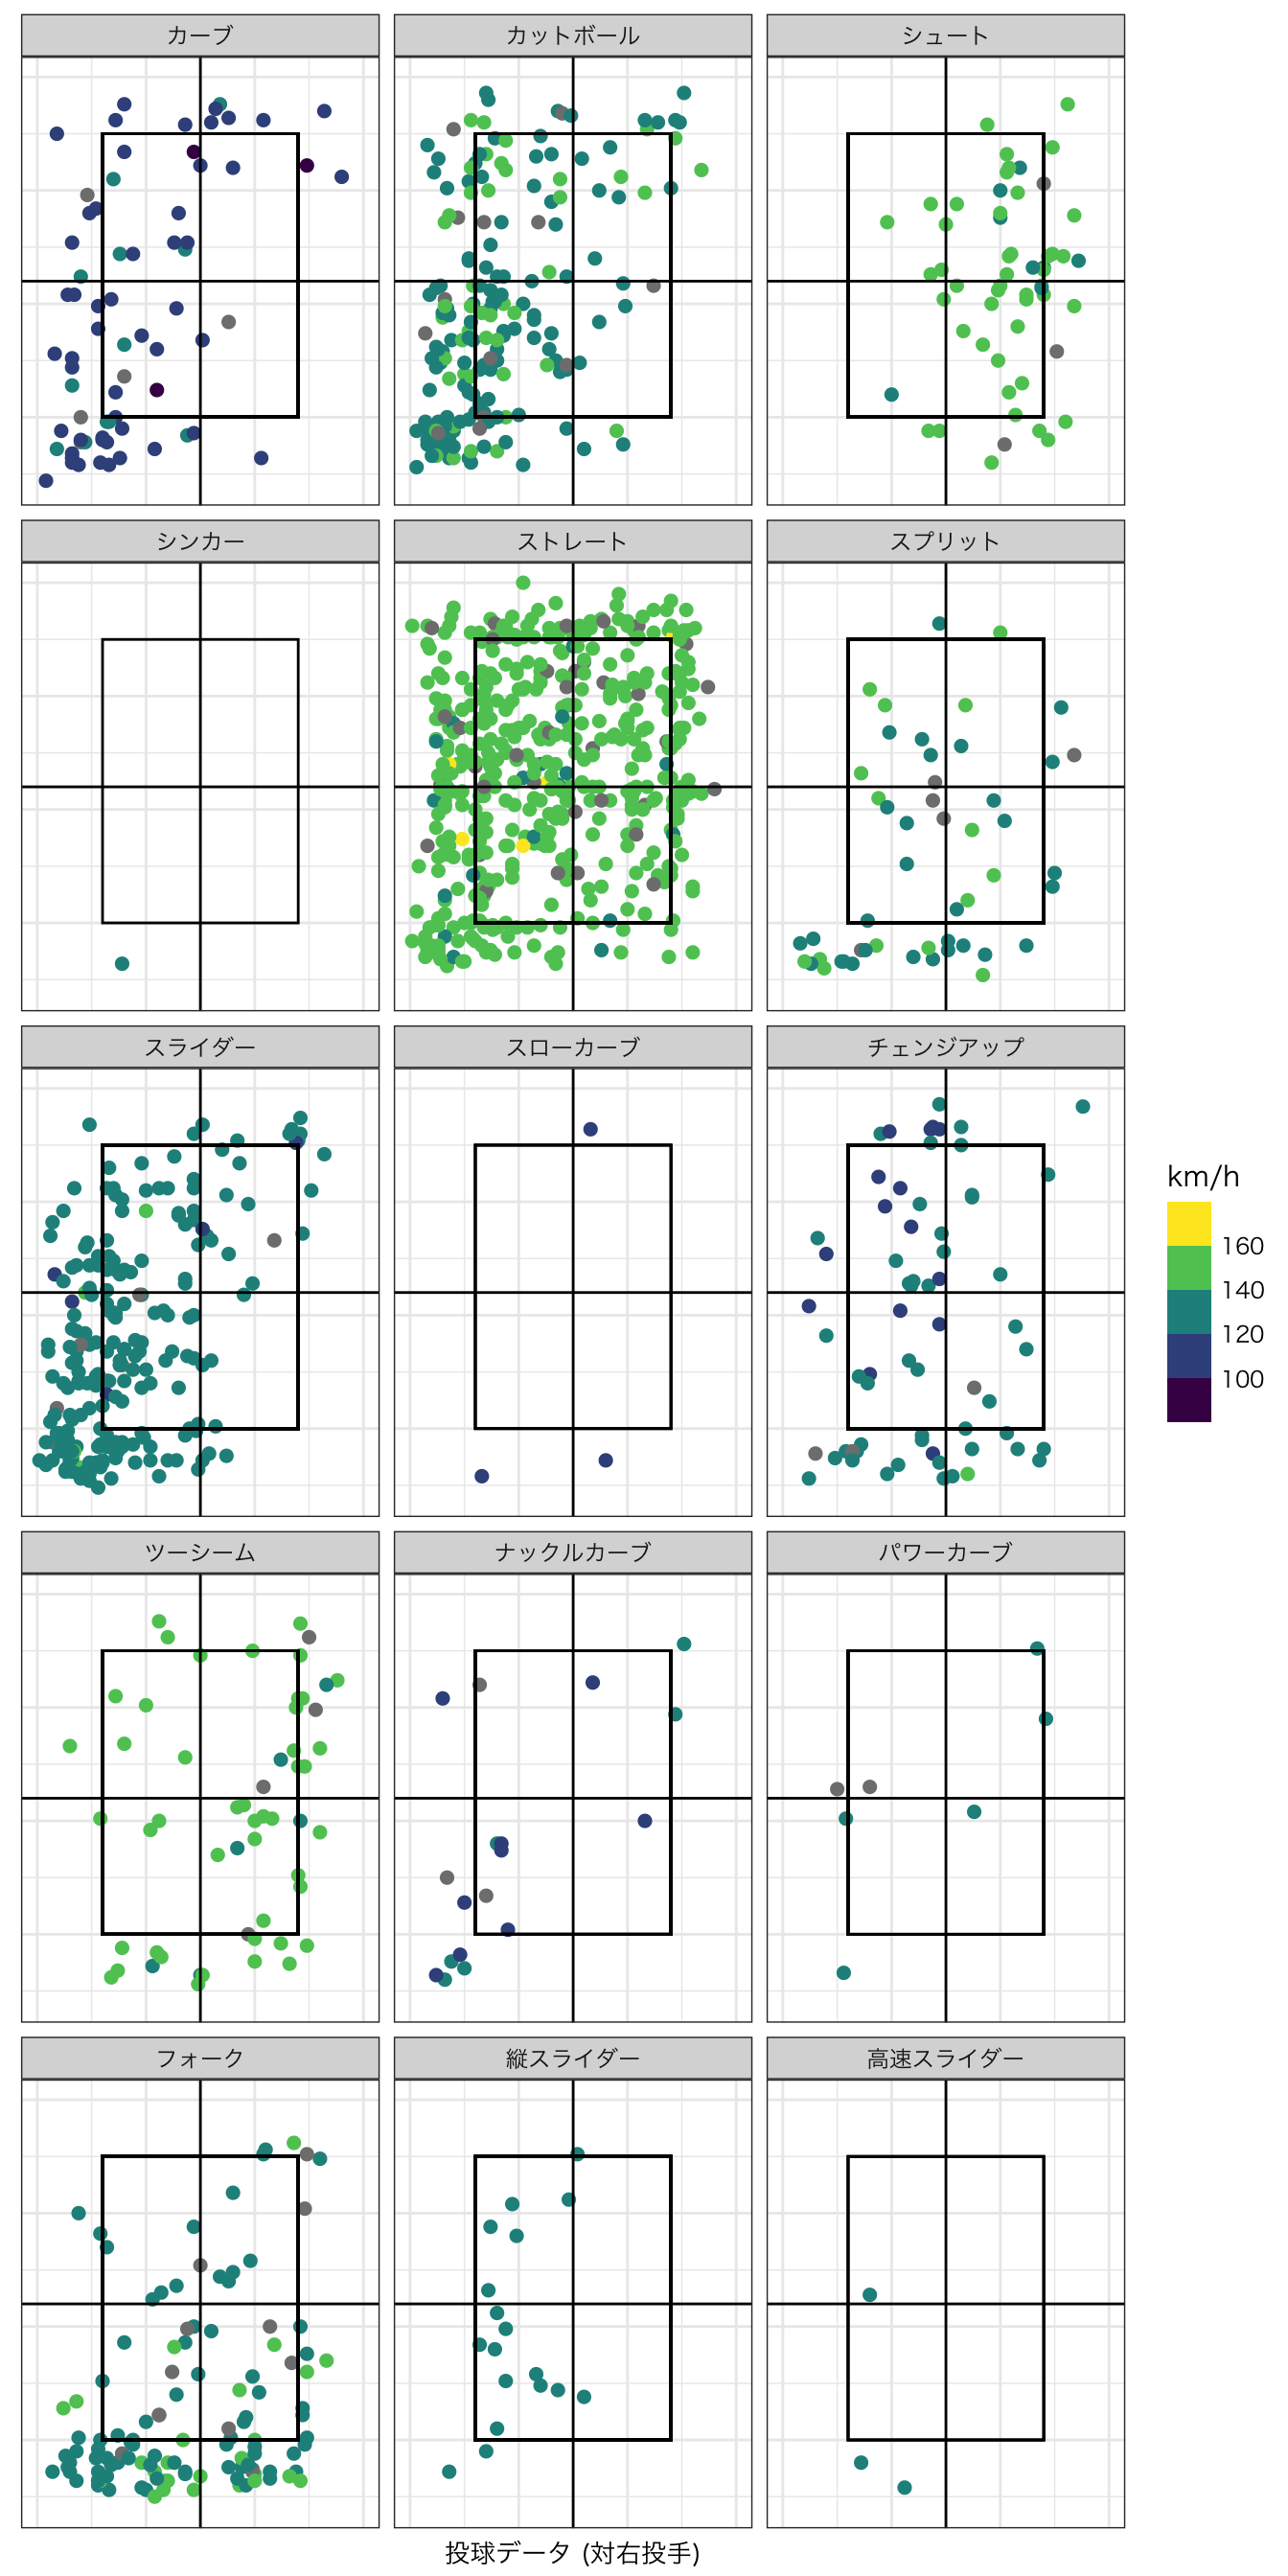 カーブ
カットボール
シュート
シンカー
ストレート
スプリット
スライダー
スローカーブ
チェンジアップ
km/h
160
140
120
100
ツーシーム
ナックルカーブ
パワーカーブ
フォーク
縦スライダー
高速スライダー
投球データ (対右投手)